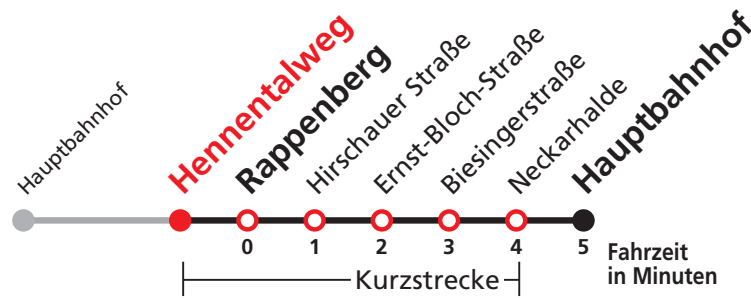 Hauptbahnhof
Hennentalweg
Rappenberg
Hirschauer Straße
Ernst-Bloch-Straße
Biesingerstraße
Neckarhalde
Hauptbahnhof
0 1 2 3 4 5 Fahrzeit
in Minuten
Kurzstrecke